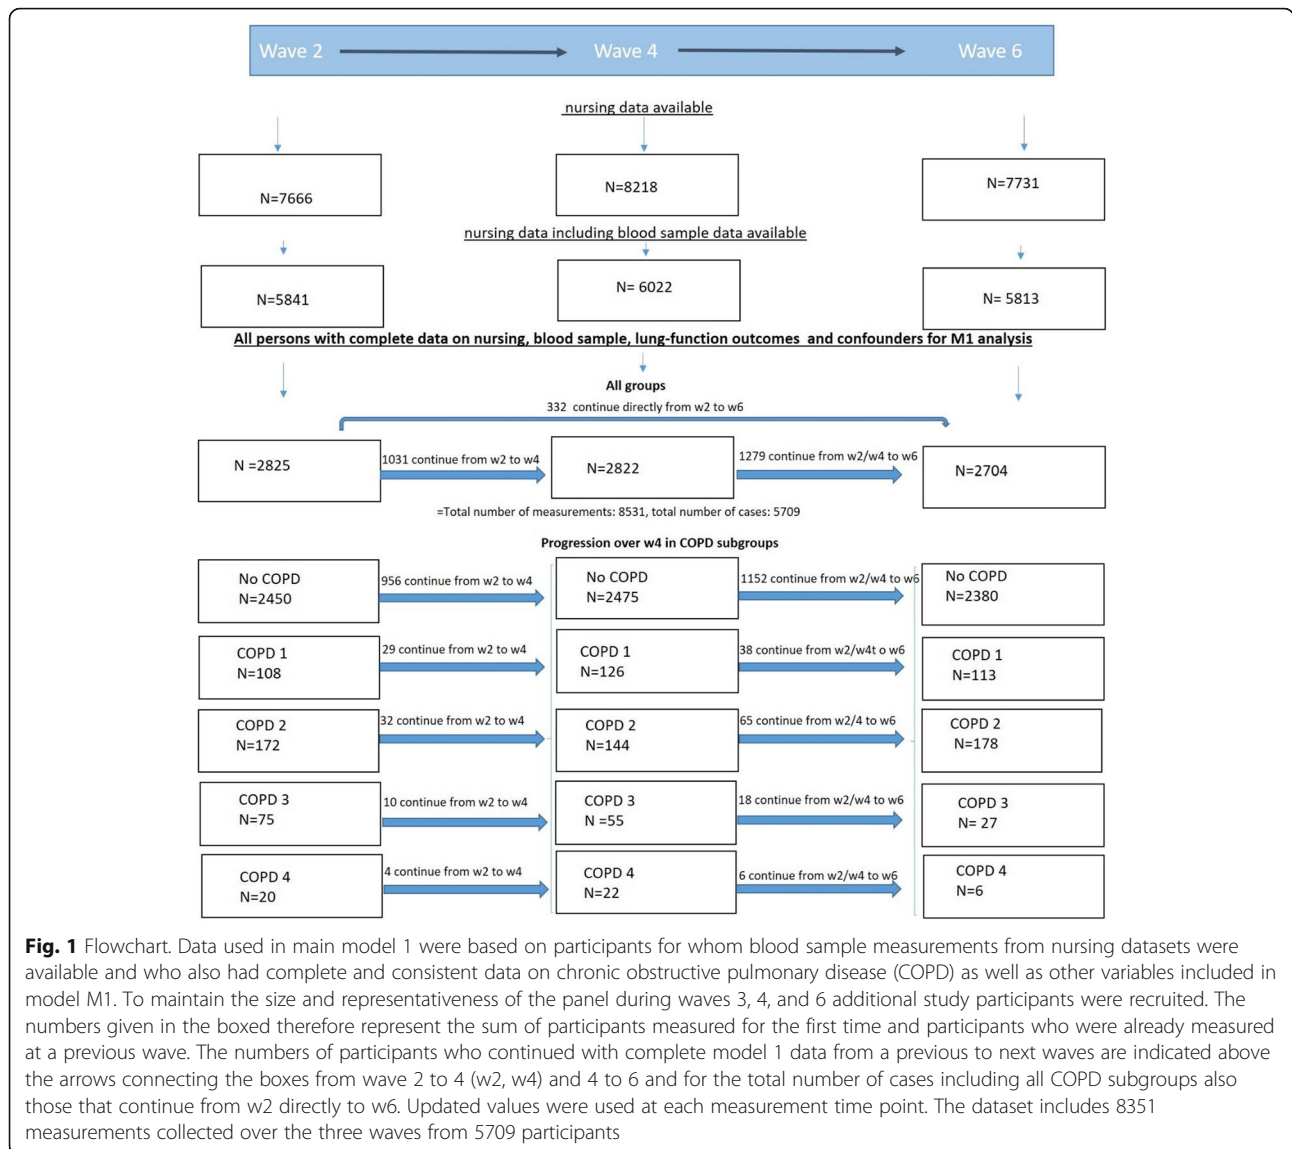 Wave 2 Wave 4 Wave 6
nursing data available
N=7666 N=8218 N=7731
nursing data including blood sample data available
N=5841 N= 6022 N= 5813
All persons with complete data on nursing, blood sample, lung-function outcomes and confounders for M1 analysis
All groups
332 continue directly from w2 to w6
N =2825 1031 continue from w2 to w4 N=2822 1279 continue from w2/w4 to w6 N=2704
=Total number of measurements: 8531, total number of cases: 5709
Progression over w4 in COPD subgroups
No COPD 956 continue from w2 to w4 No COPD 1152 continue from w2/w4 to w6 No COPD
N=2450 N=2475 N=2380
COPD 1 29 continue from w2 to w4 COPD 1 38 continue from w2/w4t o w6 COPD 1
N=108 N=126 N=113
COPD 2 32 continue from w2 to w4 COPD 2 65 continue from w2/4 to w6 COPD 2
N=172 N=144 N=178
COPD 3 10 continue from w2 to w4 COPD 3 18 continue from w2/w4 to w6 COPD 3
N=75 N =55 N= 27
COPD 4 4 continue from w2 to w4 COPD 4 6 continue from w2/w4 to w6 COPD 4
N=20 N=22 N=6
Fig. 1 Flowchart. Data used in main model 1 were based on participants for whom blood sample measurements from nursing datasets were
available and who also had complete and consistent data on chronic obstructive pulmonary disease (COPD) as well as other variables included in
model M1. To maintain the size and representativeness of the panel during waves 3, 4, and 6 additional study participants were recruited. The
numbers given in the boxed therefore represent the sum of participants measured for the first time and participants who were already measured
at a previous wave. The numbers of participants who continued with complete model 1 data from a previous to next waves are indicated above
the arrows connecting the boxes from wave 2 to 4 (w2, w4) and 4 to 6 and for the total number of cases including all COPD subgroups also
those that continue from w2 directly to w6. Updated values were used at each measurement time point. The dataset includes 8351
measurements collected over the three waves from 5709 participants